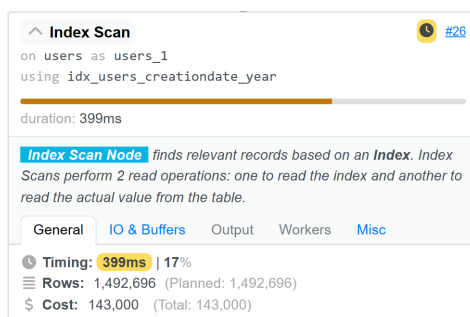 Index Scan #26
on users as users_1
using idx_users_creationdate_year
duration: 399ms
Index Scan Node finds relevant records based on an Index. Index
Scans perform 2 read operations: one to read the index and another to
read the actual value from the table.
General IO & Buffers Output Workers Misc
Timing: 399ms | 17%
Rows: 1,492,696 (Planned: 1,492,696)
$ Cost: 143,000 (Total: 143,000)